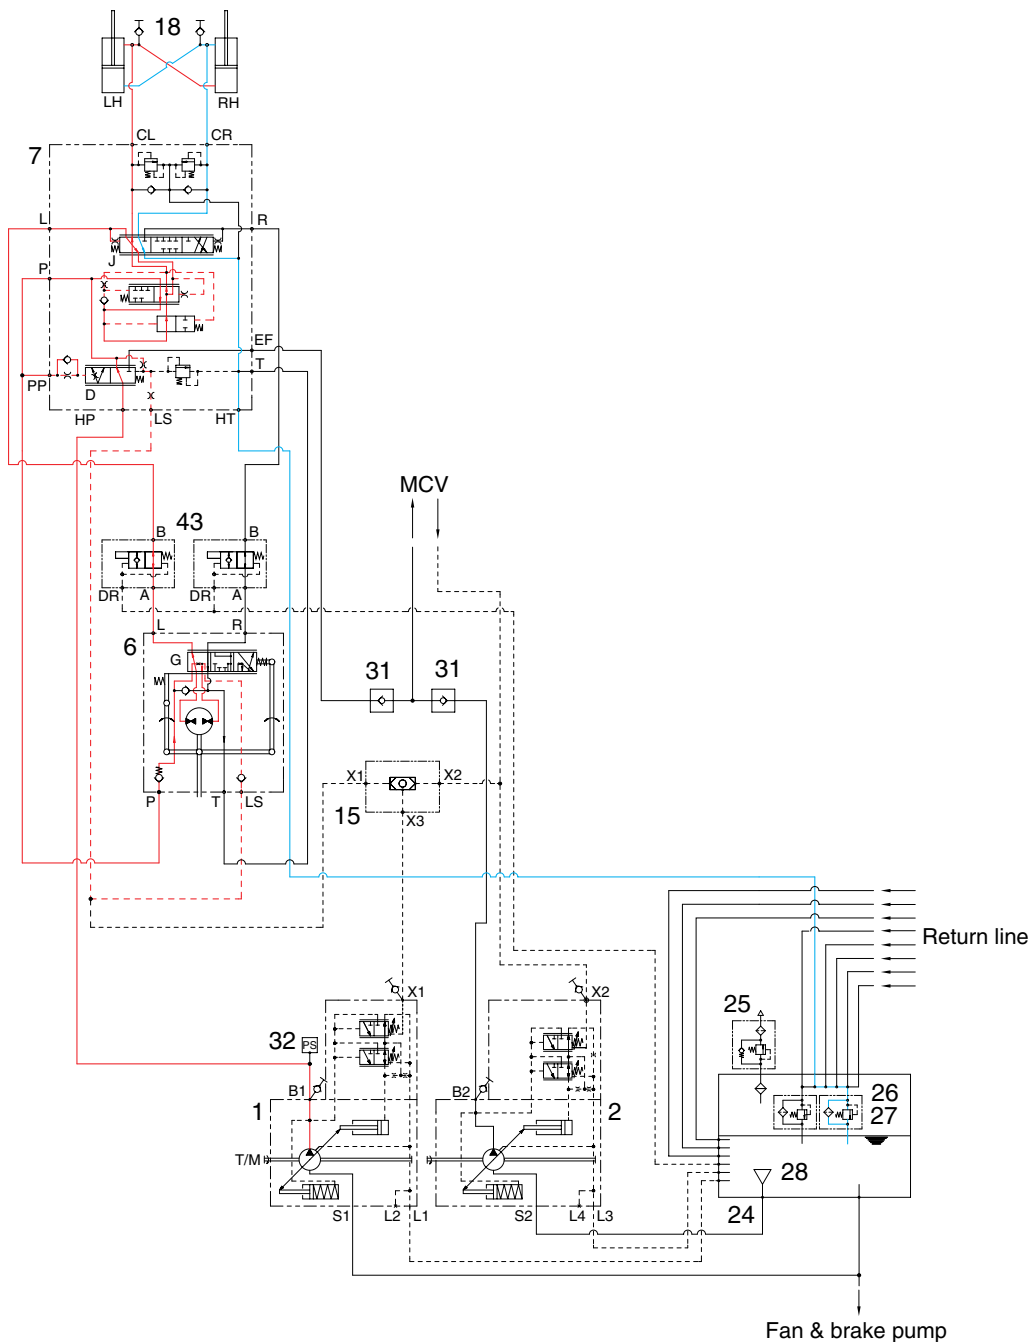 18
LH
RH
CL
CR
7
L
R
J
P
EF
T
PP
D
HP
LS
HT
MCV
43
B
B
DR
A
DR
A
L
R
6
G
31
31
P
T
LS
X1
X2
15
X3
Return line
X1
X2
25
32
PS
B1
B2
26
27
1
2
T/M
28
S1
L2
L1
S2
L4
L3
24
Fan & brake pump